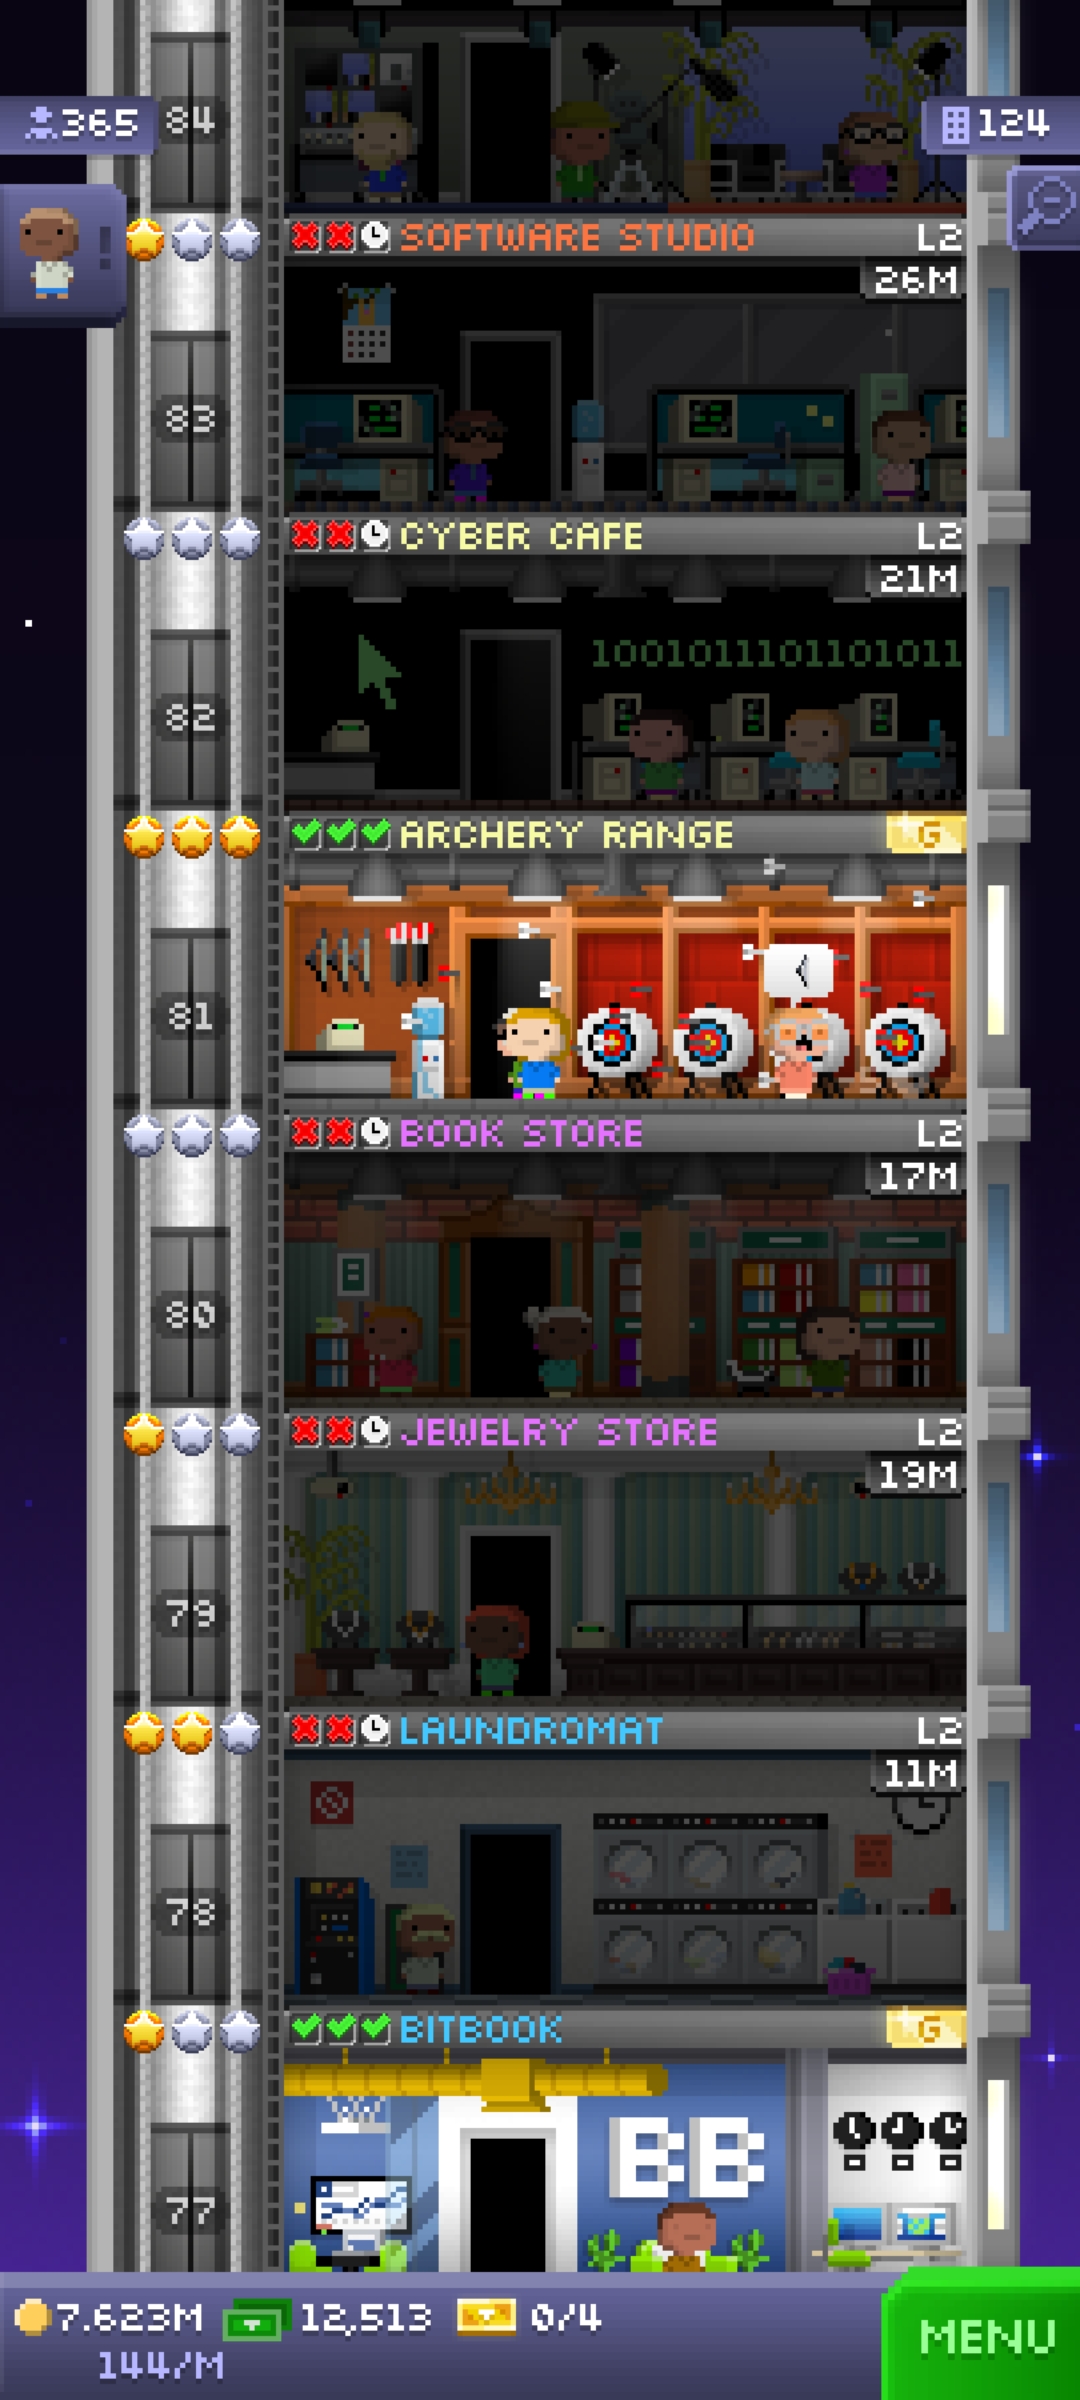 84
365
124
SOFTWARE STUDIO L2
26M
83
CYBER CAFE L2
21M
1001011101101011
82
ARCHERY RANGE G
81
BOOK STORE L2
17M
80
JEWELRY STORE L2
19M
79
LAUNDROMAT L2
11M
78
BITBOOK G
BB
77
7.623M 12,513 0/4
144/M
MENU